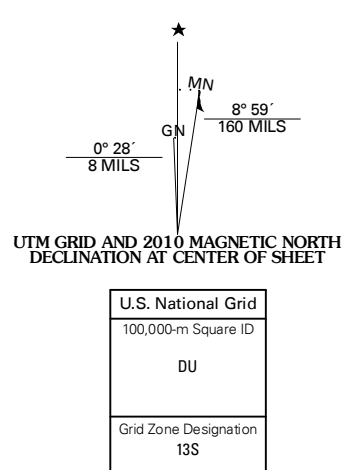 ★
MN
8° 59´
160 MILS
GN
0° 28´
8 MILS
UTM GRID AND 2010 MAGNETIC NORTH
DECLINATION AT CENTER OF SHEET
U.S. National Grid
100,000-m Square ID
DU
Grid Zone Designation
13S